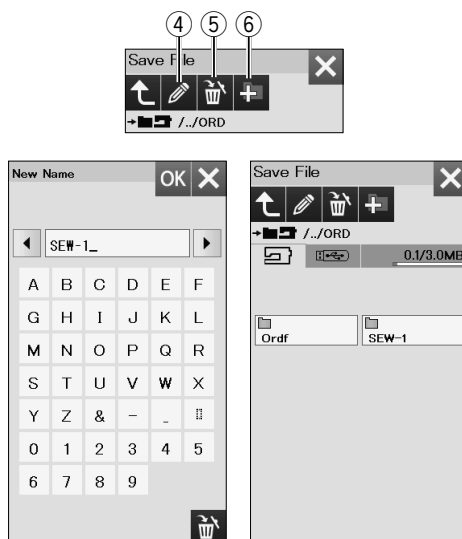 ④ ⑤ ⑥
Save File
/../ORD
New Name
OK
SEW-1_
A B C D E F
G H I J K L
M N O P Q R
S T U V W X
Y Z & - _
0 1 2 3 4 5
6 7 8 9
Save File
/../ORD
0.1/3.0MB
Ordf SEW-1